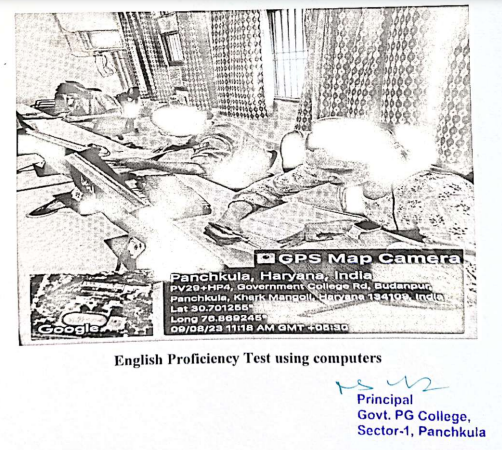 GPS Map Camera
Panchkula, Haryana, India
PV29+HP4, Government College Rd, Budanpur,
Panchkula, Khark Mangoli, Haryana 134109, India
Lat 30.701255°
Long 76.869245°
09/08/23 11:18 AM GMT +05:30
Google
English Proficiency Test using computers
Principal
Govt. PG College,
Sector-1, Panchkula